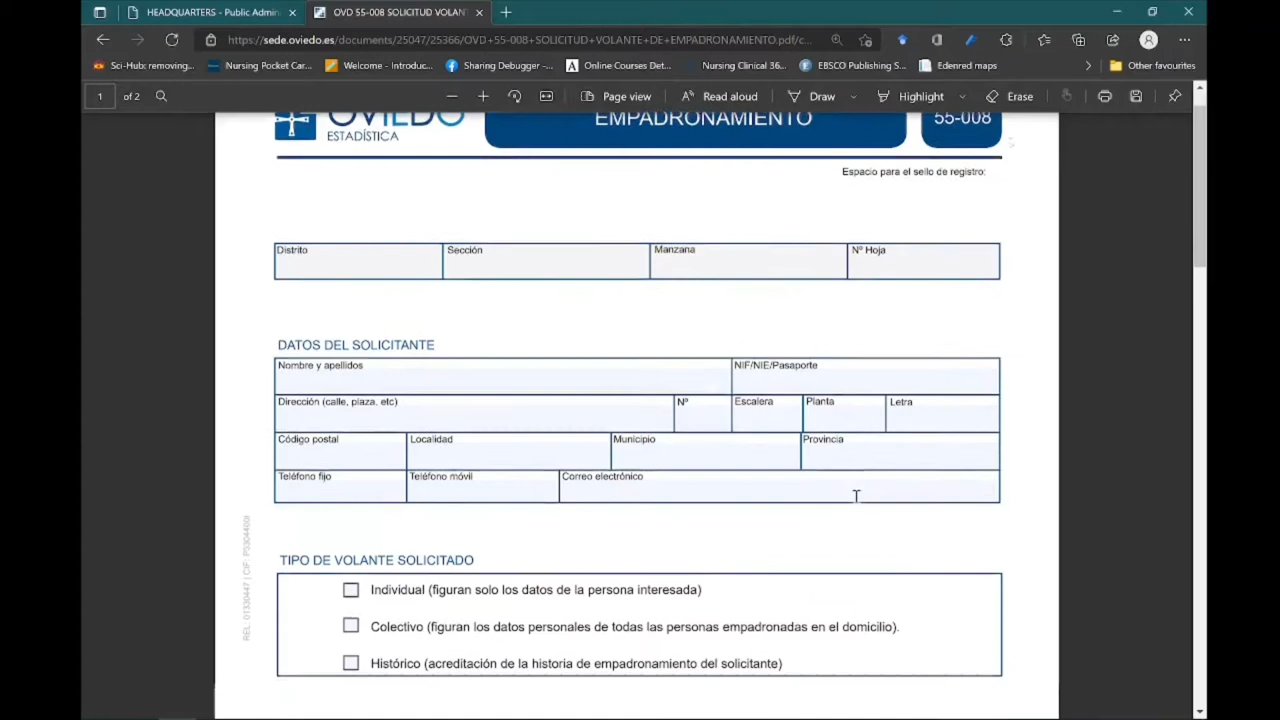 HEADQUARTERS - Public Admin
OVD 55-008 SOLICITUD VOLAN
https://sede.oviedo.es/documents/25047/25366/OVD+55-008+SOLICITUD+VOLANTE+DE+EMPADRONAMIENTO.pdf/c...
Sci-Hub: removing...
Nursing Pocket Car...
Welcome - Introduc...
Sharing Debugger -...
Online Courses Det...
Nursing Clinical 36...
EBSCO Publishing S...
Edenred maps
Other favourites
1 of 2
Page view
Read aloud
Draw
Highlight
Erase
OVIEDO
ESTADÍSTICA
EMPADRONAMIENTO
55-008
Espacio para el sello de registro:
Distrito
Sección
Manzana
Nº Hoja
DATOS DEL SOLICITANTE
Nombre y apellidos
NIF/NIE/Pasaporte
Dirección (calle, plaza, etc)
Nº
Escalera
Planta
Letra
Código postal
Localidad
Municipio
Provincia
Teléfono fijo
Teléfono móvil
Correo electrónico
TIPO DE VOLANTE SOLICITADO
Individual (figuran solo los datos de la persona interesada)
Colectivo (figuran los datos personales de todas las personas empadronadas en el domicilio).
Histórico (acreditación de la historia de empadronamiento del solicitante)